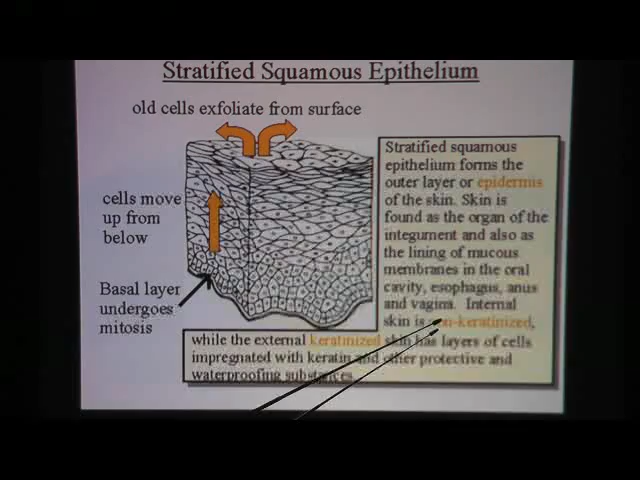 Stratified Squamous Epithelium
old cells exfoliate from surface
cells move
up from
below
Basal layer
undergoes
mitosis
Stratified squamous
epithelium forms the
outer layer or epidermis
of the skin. Skin is
found as the organ of the
integument and also as
the lining of mucous
membranes in the oral
cavity, esophagus, anus
and vagina. Internal
skin is non-keratinized,
while the external keratinized skin has layers of cells
impregnated with keratin and other protective and
waterproofing substances.